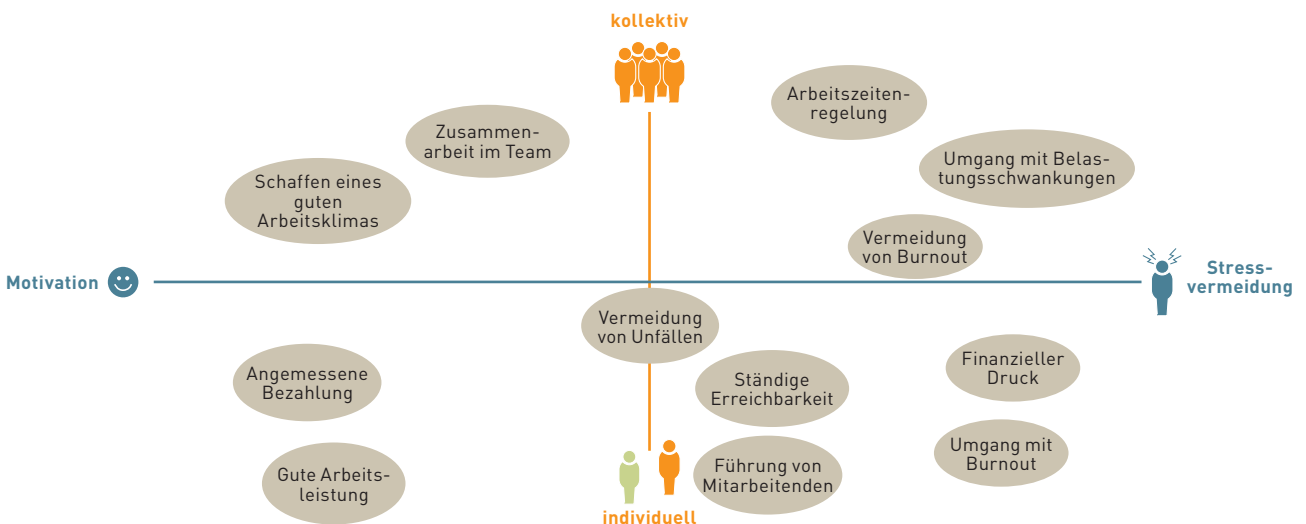 kollektiv
Arbeitszeiten-
regelung
Zusammen-
arbeit im Team
Umgang mit Belas-
tungsschwankungen
Schaffen eines
guten
Arbeitsklimas
Vermeidung
von Burnout
Motivation
Stress-
vermeidung
Vermeidung
von Unfällen
Angemessene
Bezahlung
Ständige
Erreichbarkeit
Finanzieller
Druck
Gute Arbeits-
leistung
Führung von
Mitarbeitenden
Umgang mit
Burnout
individuell